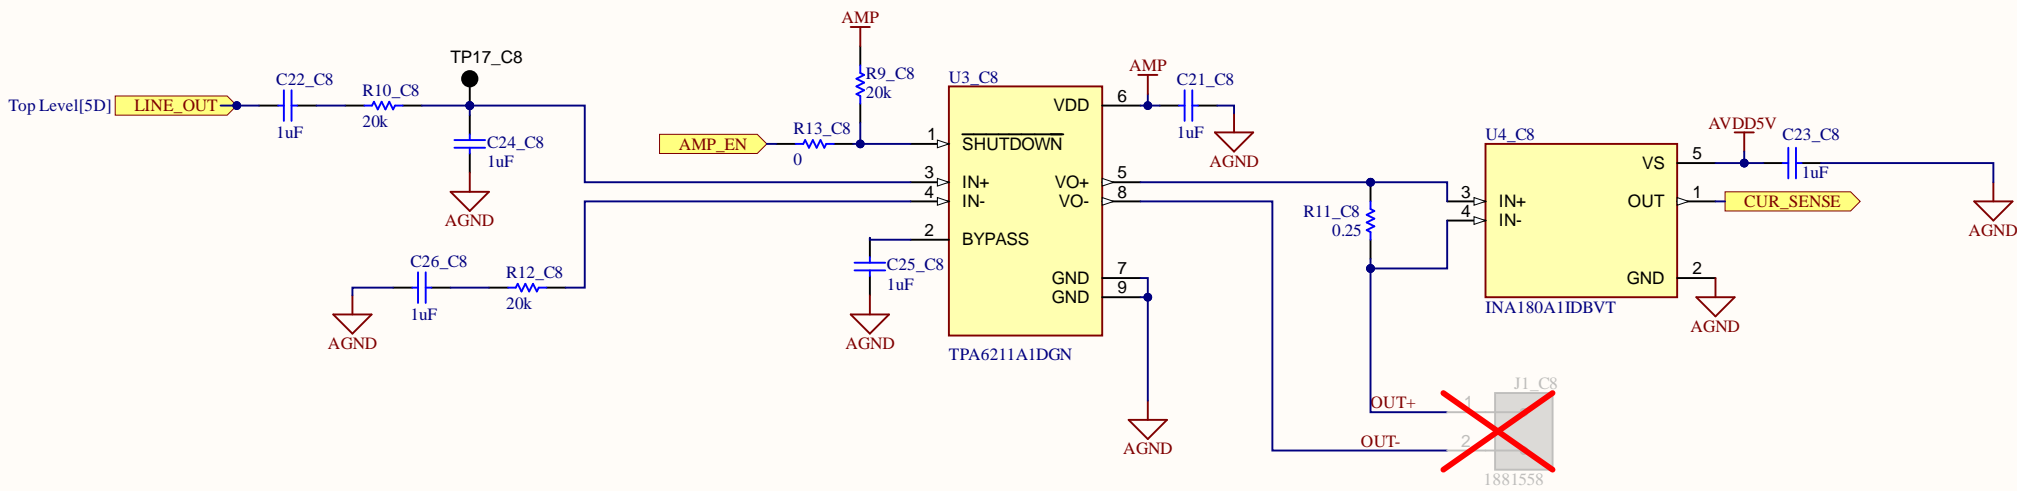 AMP
TP17_C8
C22_C8
R10_C8
R9_C8
20k
U3_C8
AMP
C21_C8
Top Level[5D]
LINE_OUT
1uF
20k
VDD
6
1uF
AGND
C24_C8
1uF
AGND
AMP_EN
R13_C8
0
1
SHUTDOWN
3
IN+
4
IN-
VO+
5
VO-
8
2
BYPASS
C25_C8
1uF
AGND
GND
7
GND
9
TPA6211A1DGN
AGND
C26_C8
1uF
R12_C8
20k
AGND
R11_C8
0.25
U4_C8
AVDD5V
C23_C8
1uF
VS
5
3
IN+
4
IN-
OUT
1
CUR_SENSE
GND
2
INA180A1IDBVT
AGND
AGND
J1_C8
OUT+
1
OUT-
2
1881558